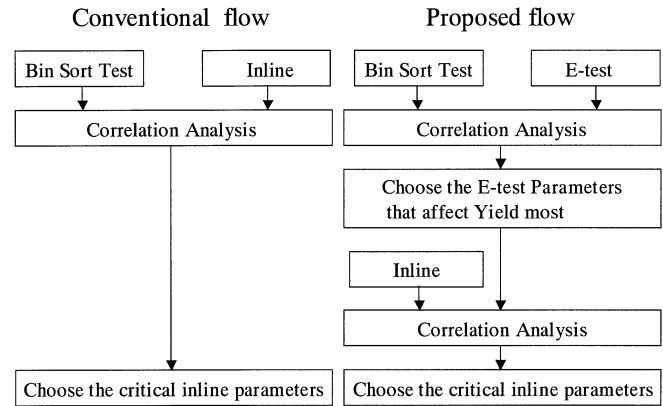 Conventional flow
Bin Sort Test
Inline
Correlation Analysis
Choose the critical inline parameters
Proposed flow
Bin Sort Test
E-test
Correlation Analysis
Choose the E-test Parameters
that affect Yield most
Inline
Correlation Analysis
Choose the critical inline parameters